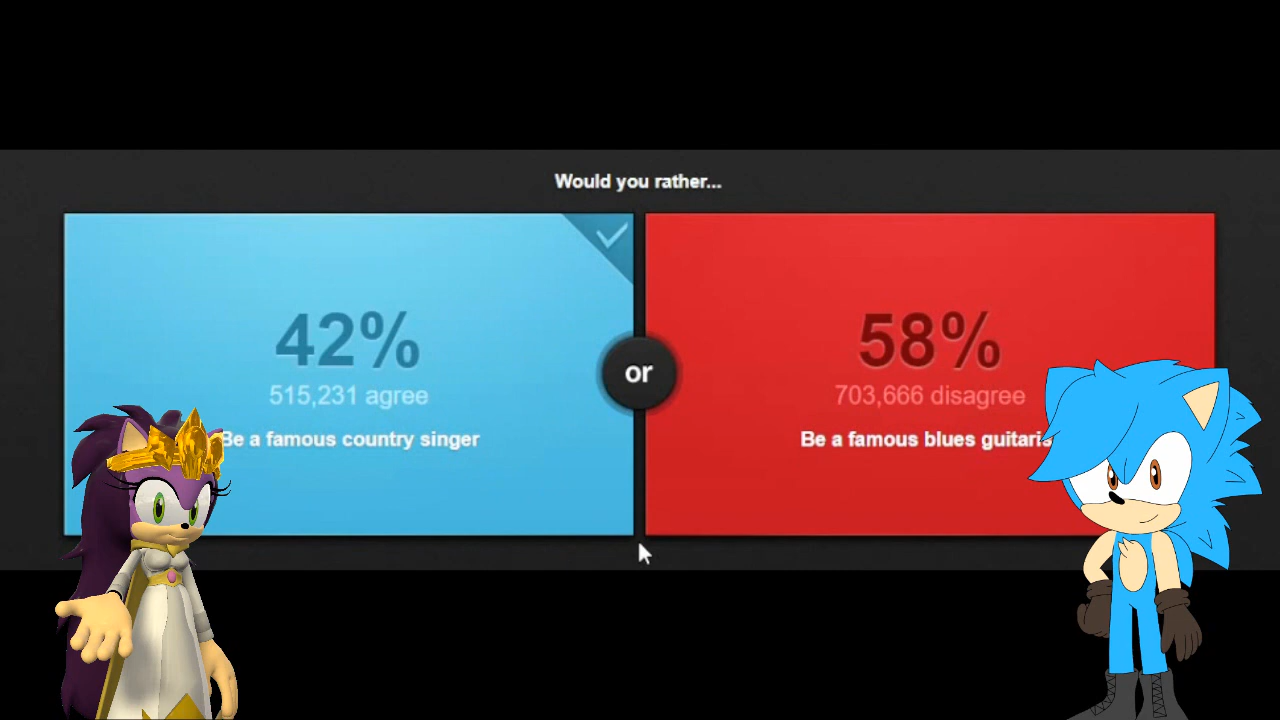 Would you rather...
42%
515,231 agree
Be a famous country singer
or
58%
703,666 disagree
Be a famous blues guitaris